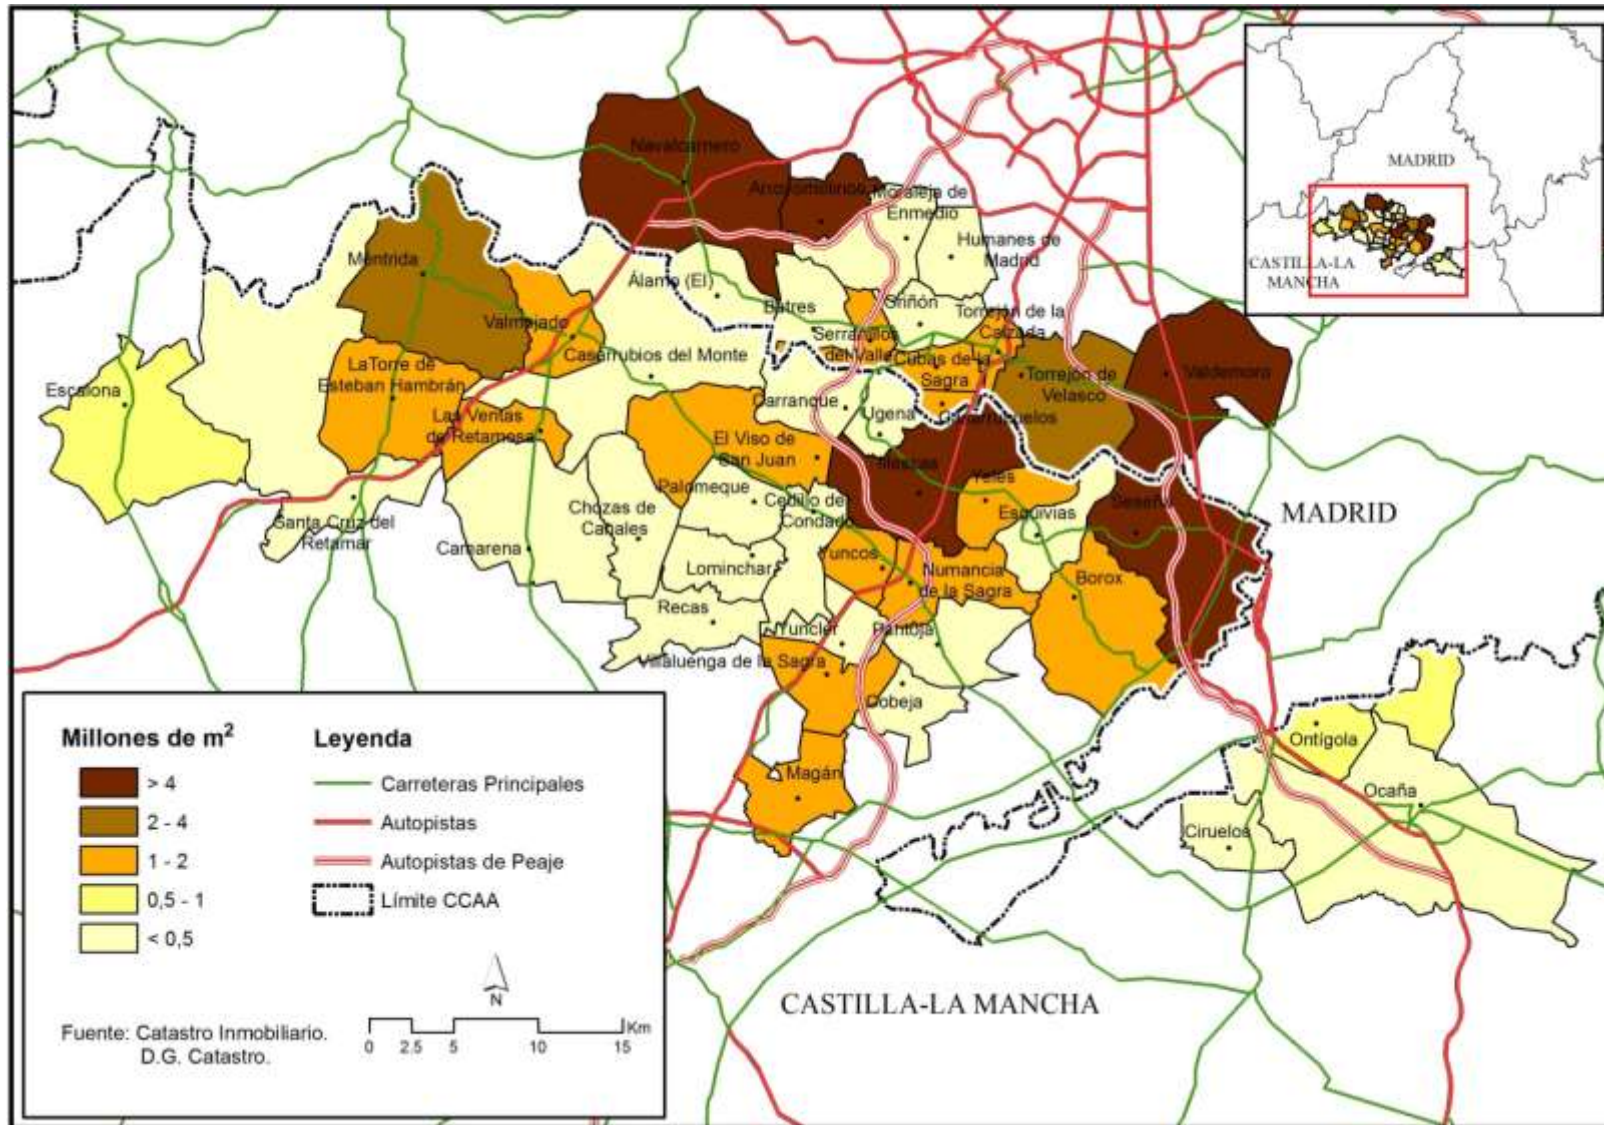 Navalcarnero
Arroyomolinos
Moraleja de
Enmedio
Humanes de
Madrid
MADRID
CASTILLA-LA
MANCHA
Méntrida
Álamo (El)
Batres
Griñón
Valmojado
Serranillos
del Valle
Torrejón de la
Calzada
Casarrubios del Monte
Cubas de la
Sagra
Valdemoro
Escalona
LaTorre de
Esteban Hambrán
Torrejón de
Velasco
Carranque
Ugena
Las Ventas
de Retamosa
El Viso de
San Juan
Illescas
Yeles
Palomeque
Cedillo de
Condado
Esquivias
Seseña
MADRID
Chozas de
Canales
Santa Cruz del
Retamar
Camarena
Lominchar
Yuncos
Numancia
de la Sagra
Borox
Recas
Yuncler
Pantoja
Villaluenga de la Sagra
Cobeja
Ontígola
Magán
Ocaña
Ciruelos
CASTILLA-LA MANCHA
Millones de m²
> 4
2 - 4
1 - 2
0,5 - 1
< 0,5
Leyenda
Carreteras Principales
Autopistas
Autopistas de Peaje
Límite CCAA
N
Km
0 2.5 5 10 15
Fuente: Catastro Inmobiliario.
D.G. Catastro.